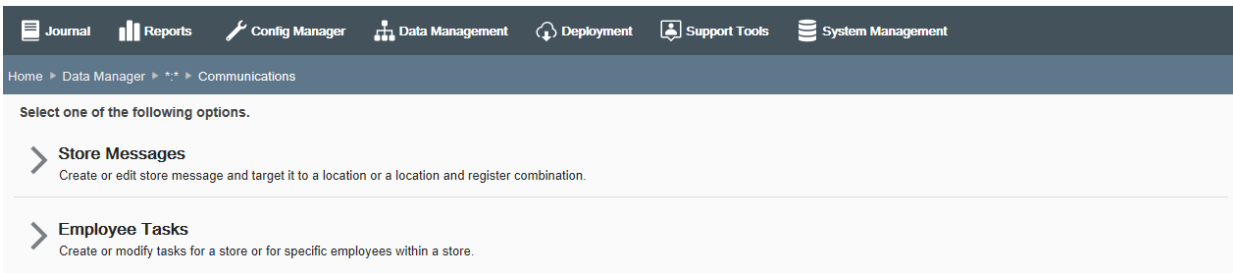 Journal Reports Config Manager Data Management Deployment Support Tools System Management
Home Data Manager *:* Communications
Select one of the following options.
Store Messages
Create or edit store message and target it to a location or a location and register combination.
Employee Tasks
Create or modify tasks for a store or for specific employees within a store.